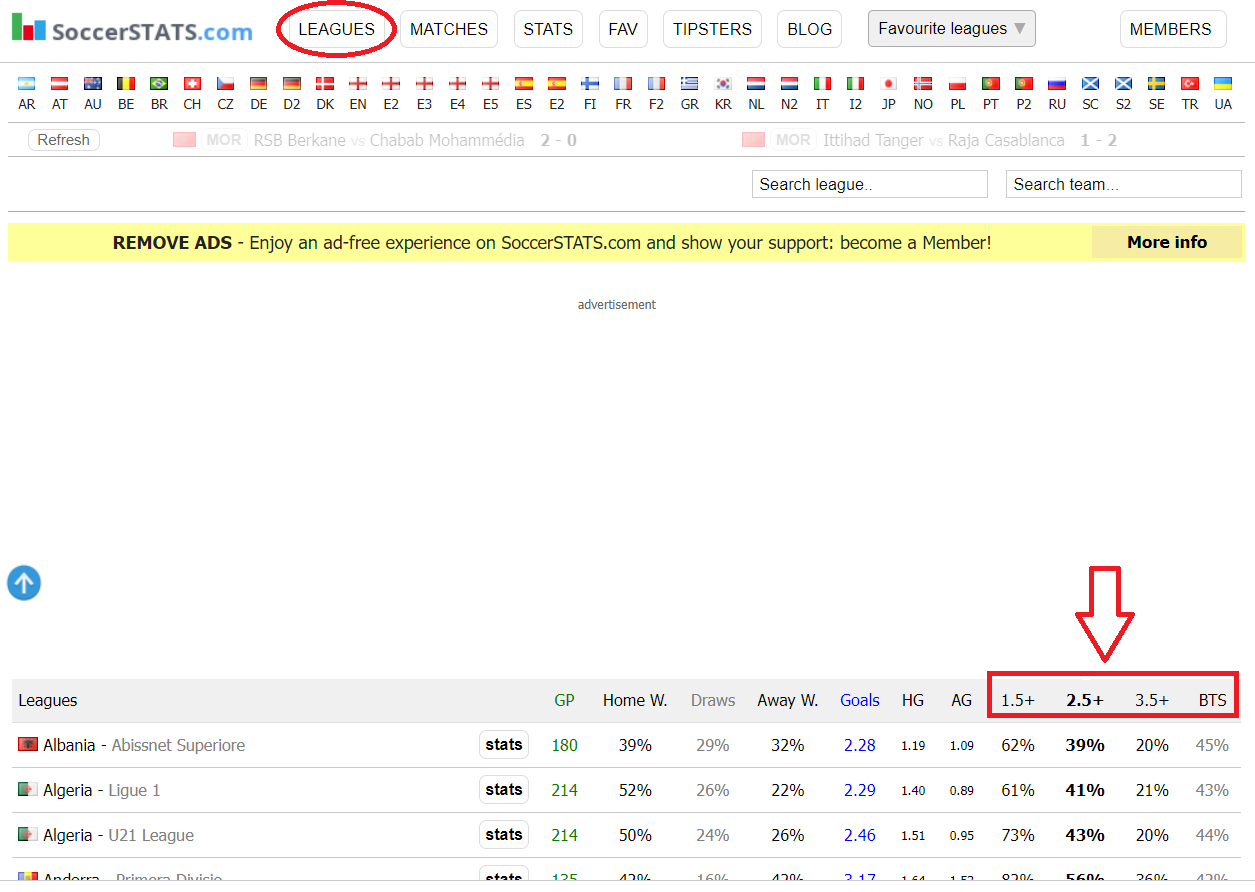 SoccerSTATS.com LEAGUES MATCHES STATS FAV TIPSTERS BLOG Favourite leagues ▼ MEMBERS
AR AT AU BE BR CH CZ DE D2 DK EN E2 E3 E4 E5 ES E2 FI FR F2 GR KR NL N2 IT I2 JP NO PL PT P2 RU SC S2 SE TR UA
Refresh MOR RSB Berkane vs Chabab Mohammédia 2 - 0 MOR Ittihad Tanger vs Raja Casablanca 1 - 2
Search league.. Search team...
REMOVE ADS - Enjoy an ad-free experience on SoccerSTATS.com and show your support: become a Member! More info
advertisement
Leagues GP Home W. Draws Away W. Goals HG AG 1.5+ 2.5+ 3.5+ BTS
Albania - Abissnet Superiore stats 180 39% 29% 32% 2.28 1.19 1.09 62% 39% 20% 45%
Algeria - Ligue 1 stats 214 52% 26% 22% 2.29 1.40 0.89 61% 41% 21% 43%
Algeria - U21 League stats 214 50% 24% 26% 2.46 1.51 0.95 73% 43% 20% 44%
Andorra - Primera Divisio stats 135 42% 16% 42% 3.17 1.64 1.53 82% 56% 36% 42%